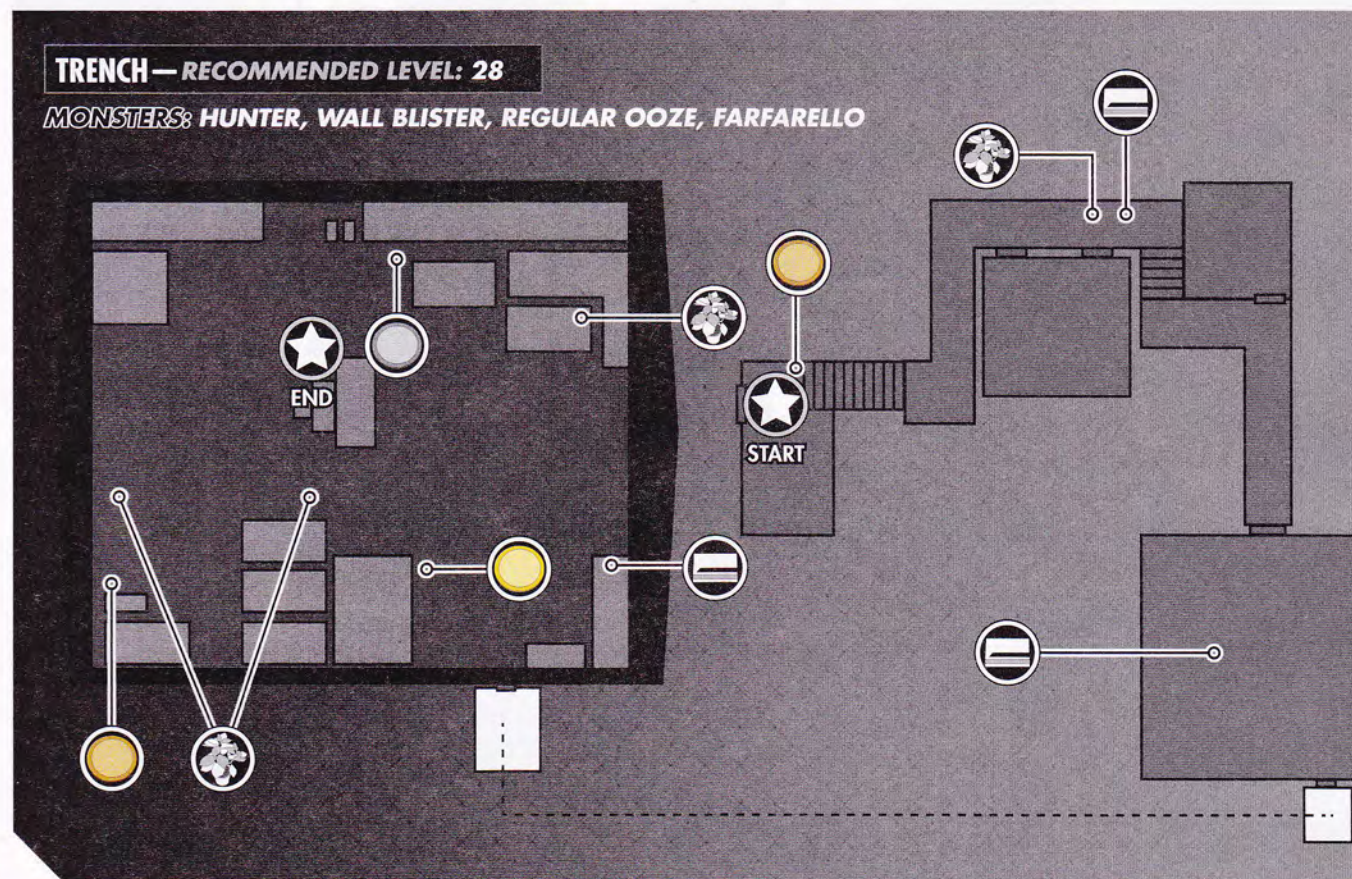 TRENCH — RECOMMENDED LEVEL: 28
MONSTERS: HUNTER, WALL BLISTER, REGULAR OOZE, FARFARELLO
END
START